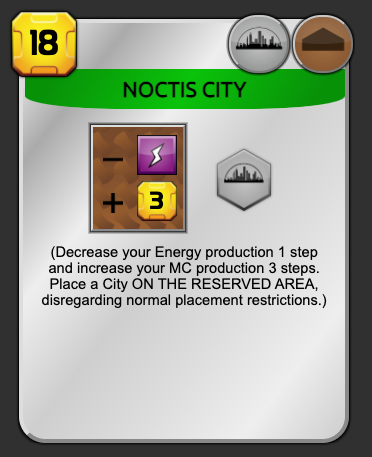 18
NOCTIS CITY
−
+ 3
(Decrease your Energy production 1 step
and increase your MC production 3 steps.
Place a City ON THE RESERVED AREA,
disregarding normal placement restrictions.)